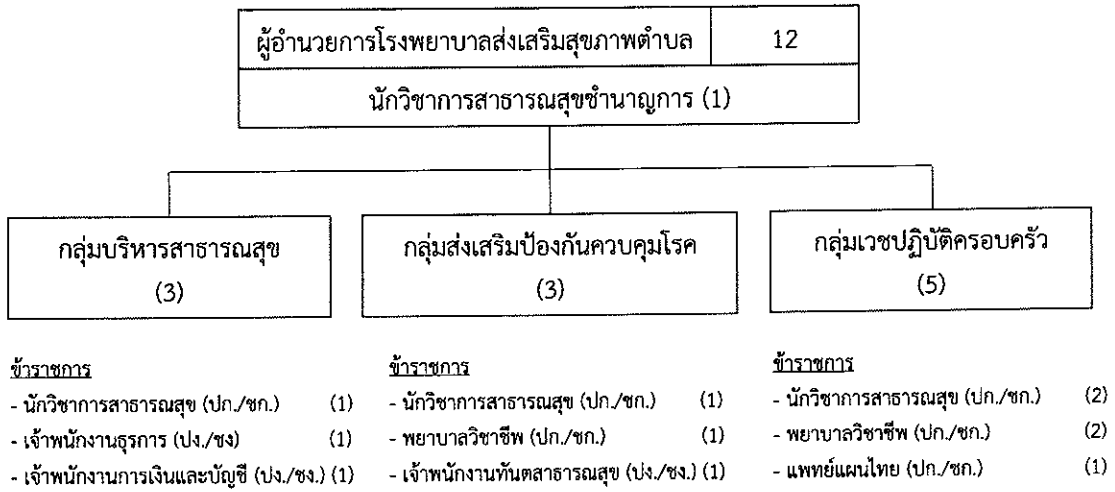 ผู้อำนวยการโรงพยาบาลส่งเสริมสุขภาพตำบล 12
นักวิชาการสาธารณสุขชำนาญการ (1)
กลุ่มบริหารสาธารณสุข
(3)
กลุ่มส่งเสริมป้องกันควบคุมโรค
(3)
กลุ่มเวชปฏิบัติครอบครัว
(5)
ข้าราชการ
- นักวิชาการสาธารณสุข (ปก./ชก.) (1)
- เจ้าพนักงานธุรการ (ปง./ชง) (1)
- เจ้าพนักงานการเงินและบัญชี (ปง./ชง.) (1)
ข้าราชการ
- นักวิชาการสาธารณสุข (ปก./ชก.) (1)
- พยาบาลวิชาชีพ (ปก./ชก.) (1)
- เจ้าพนักงานทันตสาธารณสุข (ปง./ชง.) (1)
ข้าราชการ
- นักวิชาการสาธารณสุข (ปก./ชก.) (2)
- พยาบาลวิชาชีพ (ปก./ชก.) (2)
- แพทย์แผนไทย (ปก./ชก.) (1)